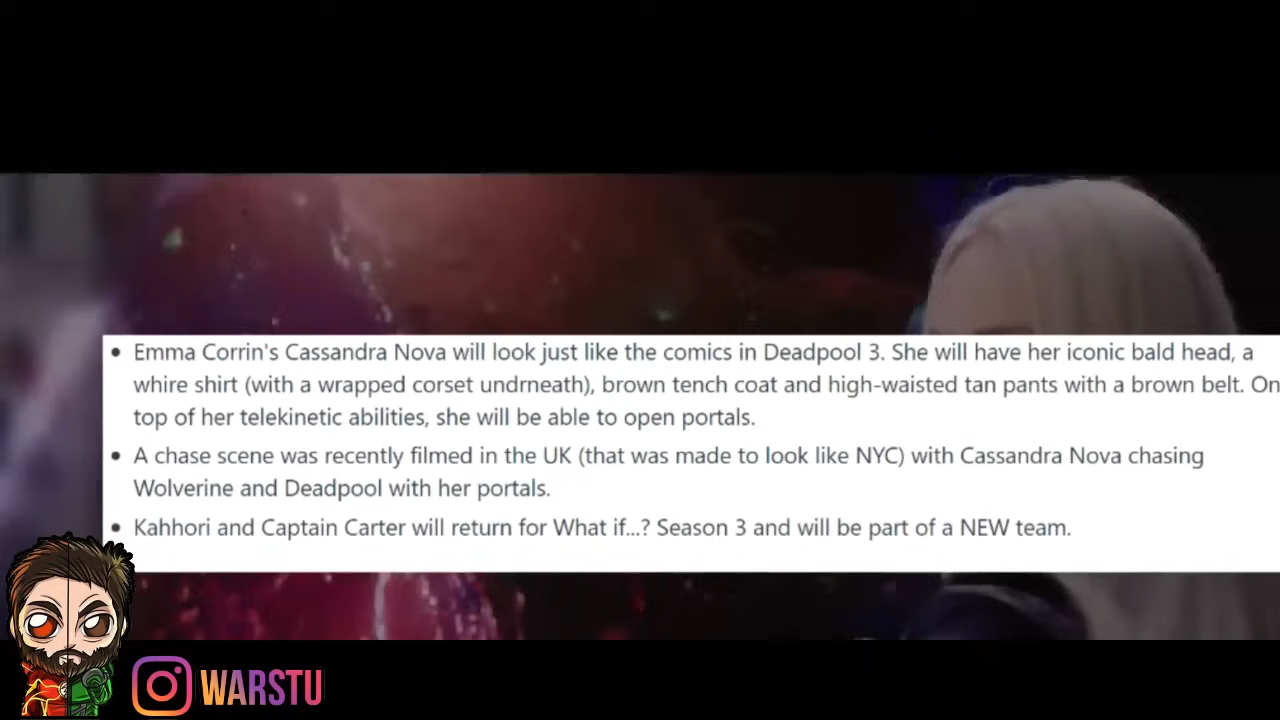 Emma Corrin's Cassandra Nova will look just like the comics in Deadpool 3. She will have her iconic bald head, a
whire shirt (with a wrapped corset undrneath), brown tench coat and high-waisted tan pants with a brown belt. On
top of her telekinetic abilities, she will be able to open portals.
A chase scene was recently filmed in the UK (that was made to look like NYC) with Cassandra Nova chasing
Wolverine and Deadpool with her portals.
Kahhori and Captain Carter will return for What if...? Season 3 and will be part of a NEW team.
WARSTU